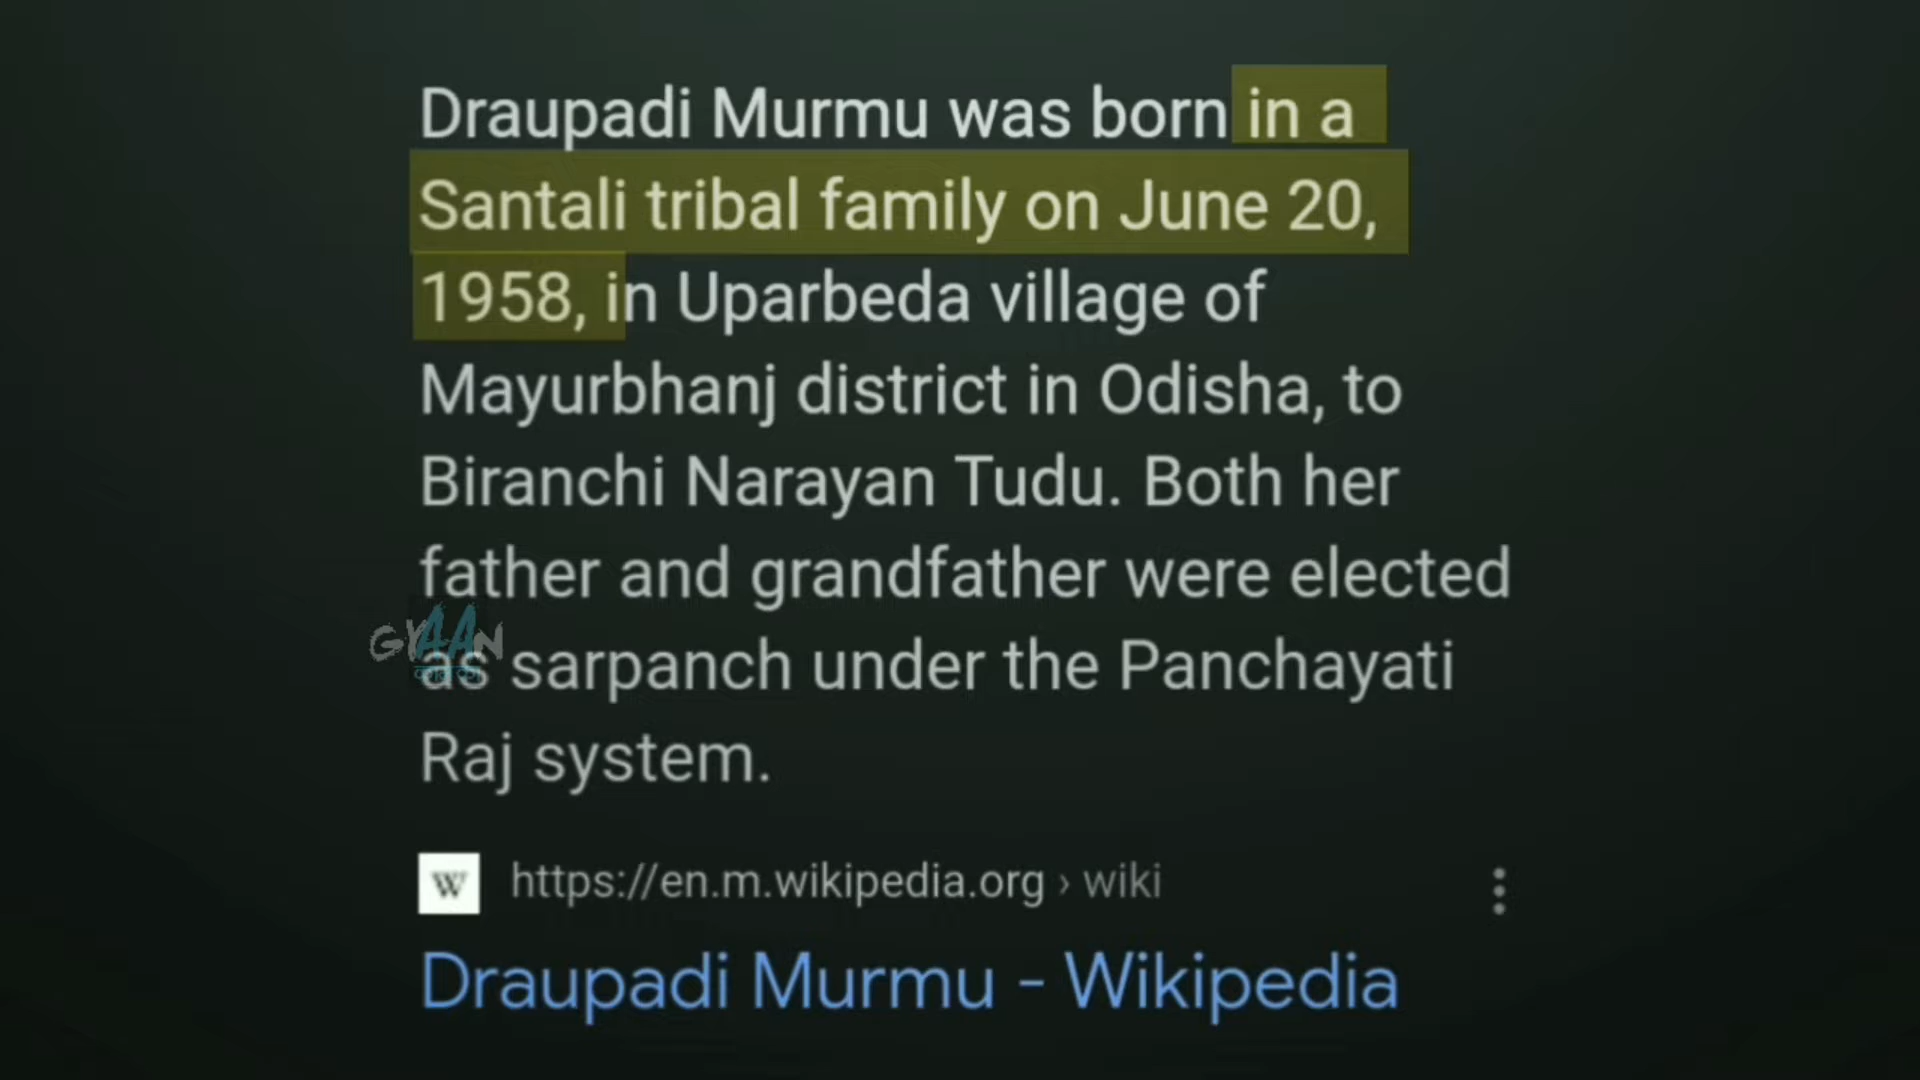 Draupadi Murmu was born in a
Santali tribal family on June 20,
1958, in Uparbeda village of
Mayurbhanj district in Odisha, to
Biranchi Narayan Tudu. Both her
father and grandfather were elected
as sarpanch under the Panchayati
Raj system.
GYAAN
https://en.m.wikipedia.org › wiki
W
Draupadi Murmu - Wikipedia